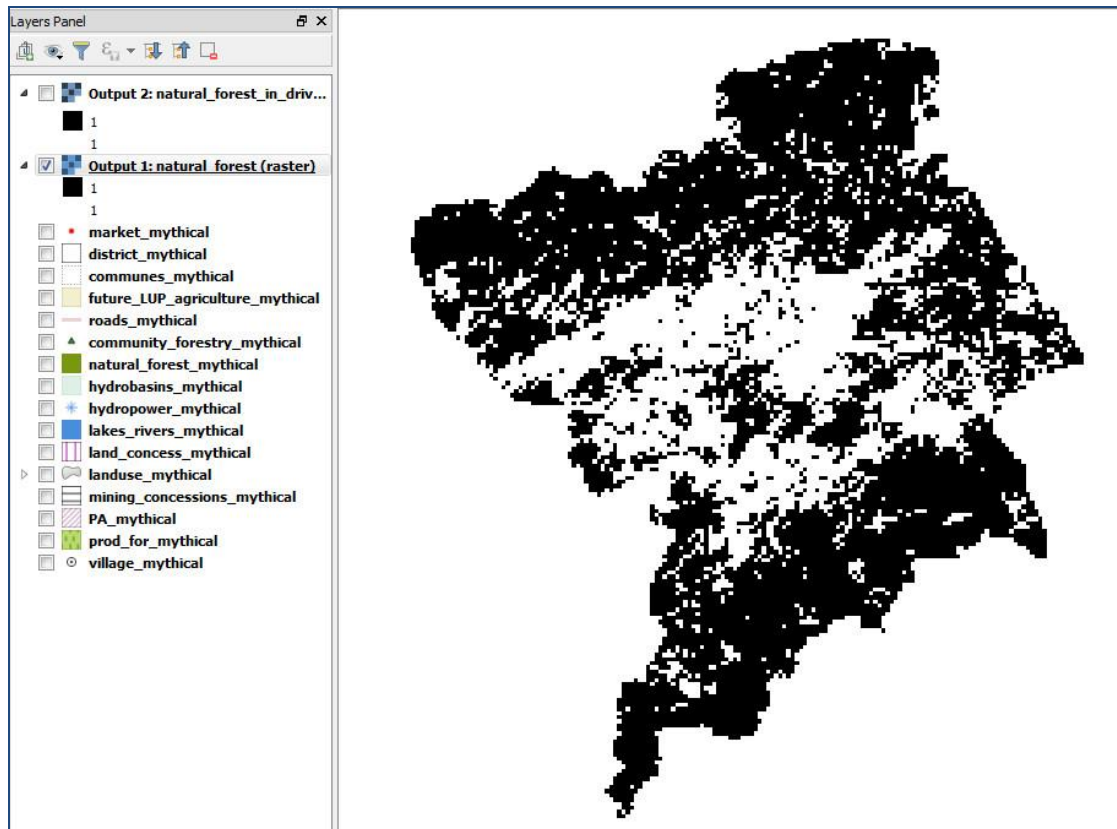 Layers Panel
Output 2: natural_forest_in_driv...
1
1
Output 1: natural_forest (raster)
1
1
market_mythical
district_mythical
communes_mythical
future_LUP_agriculture_mythical
roads_mythical
community_forestry_mythical
natural_forest_mythical
hydrobasins_mythical
hydropower_mythical
lakes_rivers_mythical
land_concess_mythical
landuse_mythical
mining_concessions_mythical
PA_mythical
prod_for_mythical
village_mythical